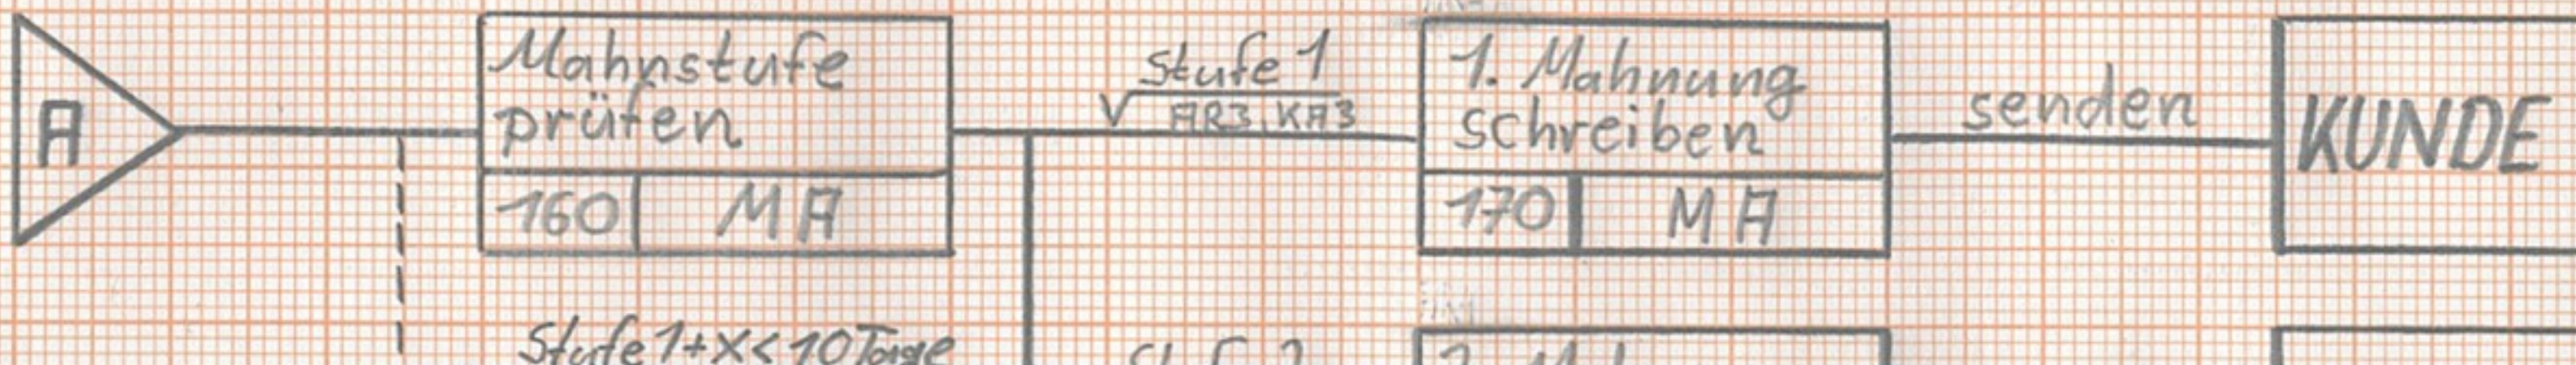 A
Mahnstufe
prüfen
160 MA
Stufe 1
AR3, KA3
1. Mahnung
schreiben
170 MA
senden
KUNDE
Stufe 1+X<10 Tage